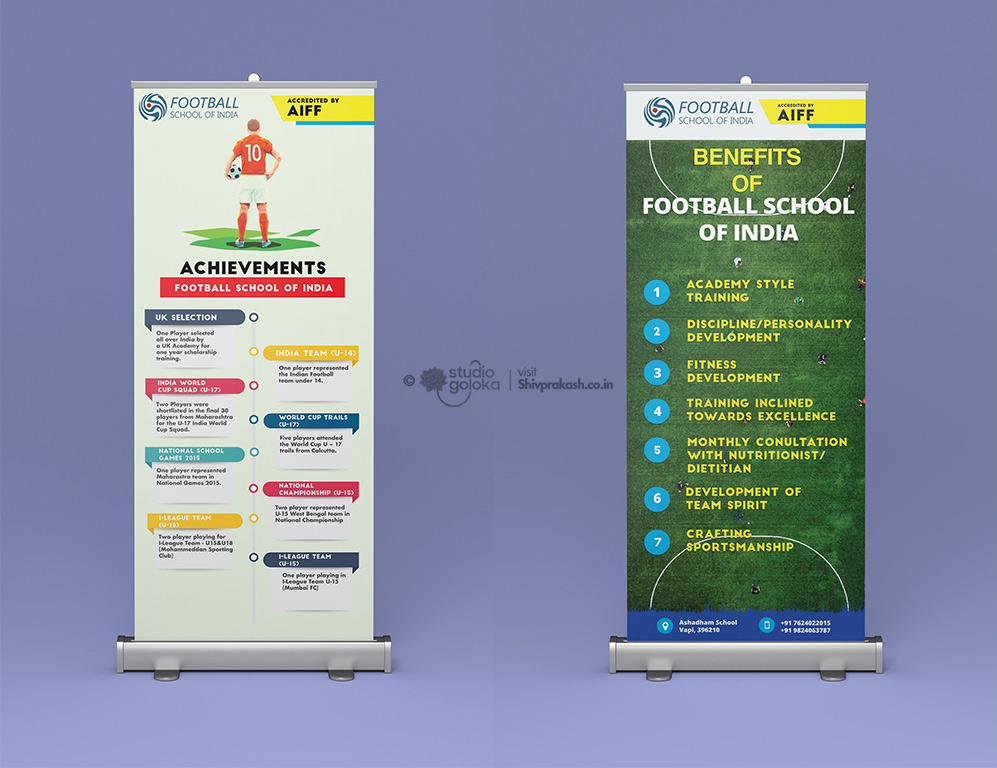 FOOTBALL
SCHOOL OF INDIA
ACCREDITED BY
AIFF
10
ACHIEVEMENTS
FOOTBALL SCHOOL OF INDIA
UK SELECTION
One Player selected
all over India by
a UK Academy for
one year scholarship
training.
INDIA TEAM (U-14)
One player represented
the Indian Football
team under 14.
INDIA WORLD
CUP SQUAD (U-17)
Two Players were
shortlisted in the final 30
players from Maharashtra
for the U-17 India World
Cup Squad.
WORLD CUP TRAILS
(U-17)
Five players attended
the World Cup U – 17
trails from Calcutta.
NATIONAL SCHOOL
GAMES 2015
One player represented
Maharastra team in
National Games 2015.
NATIONAL
CHAMPIONSHIP (U-15)
Two player represented
U-15 West Bengal team in
National Championship
I-LEAGUE TEAM
(U-18)
Two player playing for
I-League Team - U15&U18
(Mohammeddan Sporting
Club)
I-LEAGUE TEAM
(U-15)
One player playing in
I-League Team U-15
(Mumbai FC)
© studio
goloka
visit
Shivprakash.co.in
FOOTBALL
SCHOOL OF INDIA
ACCREDITED BY
AIFF
BENEFITS
OF
FOOTBALL SCHOOL
OF INDIA
1 ACADEMY STYLE
TRAINING
2 DISCIPLINE/PERSONALITY
DEVELOPMENT
3 FITNESS
DEVELOPMENT
4 TRAINING INCLINED
TOWARDS EXCELLENCE
5 MONTHLY CONULTATION
WITH NUTRITIONIST/
DIETITIAN
6 DEVELOPMENT OF
TEAM SPIRIT
7 CRAFTING
SPORTSMANSHIP
Ashadham School
Vapi, 396210
+91 7624022015
+91 9824063787